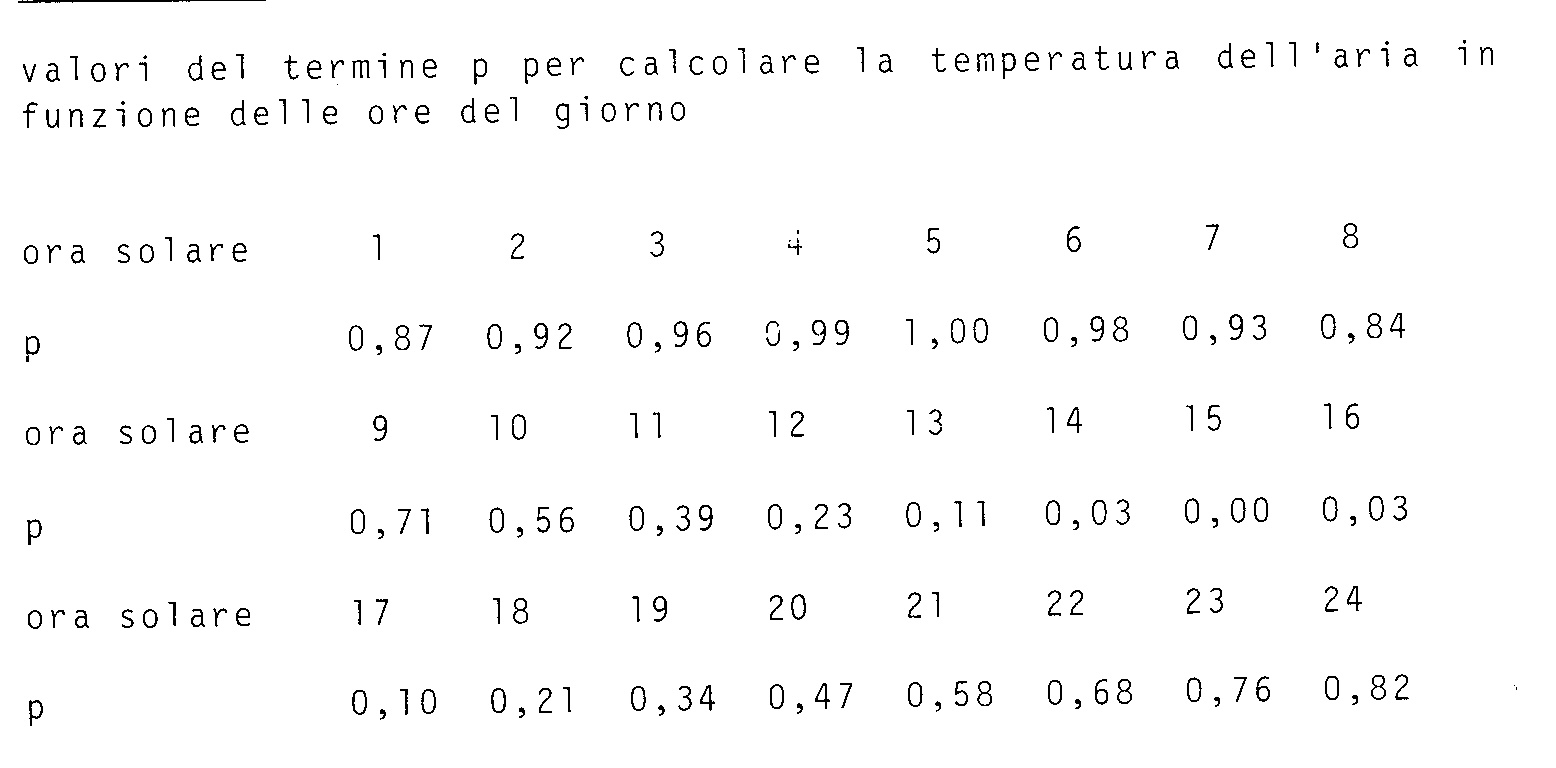 valori del termine p per calcolare la temperatura dell'aria in
funzione delle ore del giorno
ora solare 1 2 3 4 5 6 7 8
p 0,87 0,92 0,96 0,99 1,00 0,98 0,93 0,84
ora solare 9 10 11 12 13 14 15 16
p 0,71 0,56 0,39 0,23 0,11 0,03 0,00 0,03
ora solare 17 18 19 20 21 22 23 24
p 0,10 0,21 0,34 0,47 0,58 0,68 0,76 0,82